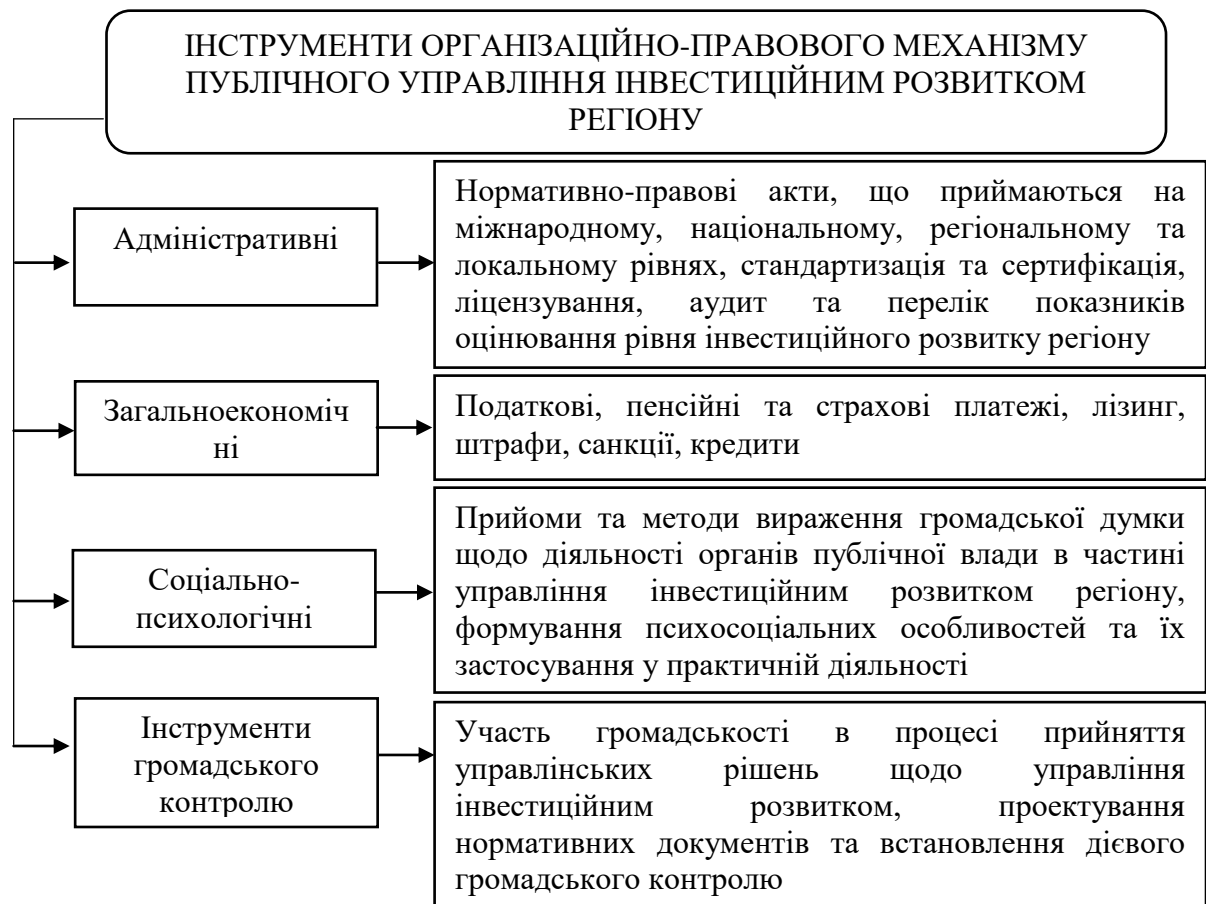 ІНСТРУМЕНТИ ОРГАНІЗАЦІЙНО-ПРАВОВОГО МЕХАНІЗМУ
ПУБЛІЧНОГО УПРАВЛІННЯ ІНВЕСТИЦІЙНИМ РОЗВИТКОМ
РЕГІОНУ
Адміністративні
Нормативно-правові акти, що приймаються на
міжнародному, національному, регіональному та
локальному рівнях, стандартизація та сертифікація,
ліцензування, аудит та перелік показників
оцінювання рівня інвестиційного розвитку регіону
Загальноекономіч
ні
Податкові, пенсійні та страхові платежі, лізинг,
штрафи, санкції, кредити
Соціально-
психологічні
Прийоми та методи вираження громадської думки
щодо діяльності органів публічної влади в частині
управління інвестиційним розвитком регіону,
формування психосоціальних особливостей та їх
застосування у практичній діяльності
Інструменти
громадського
контролю
Участь громадськості в процесі прийняття
управлінських рішень щодо управління
інвестиційним розвитком, проектування
нормативних документів та встановлення дієвого
громадського контролю